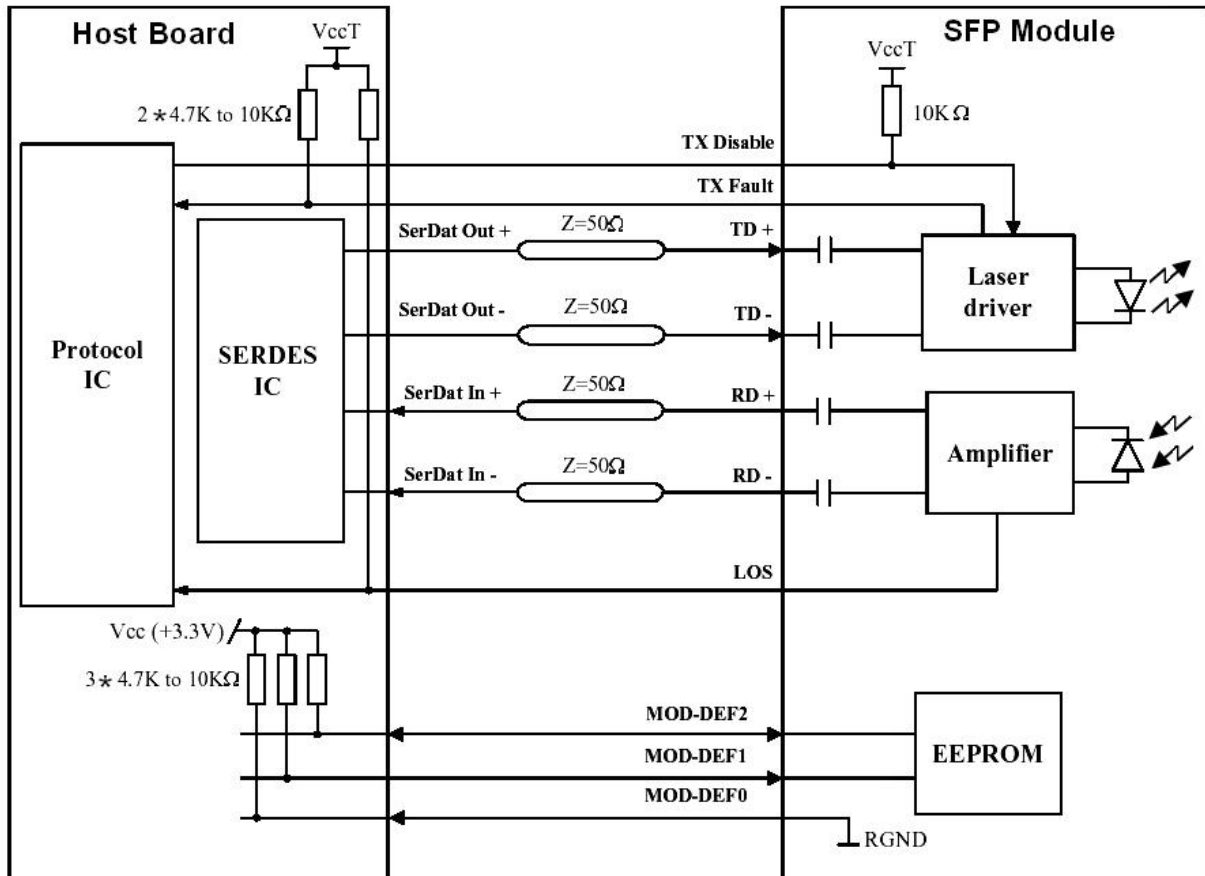 Host Board
SFP Module
VccT
VccT
2*4.7K to 10KΩ
10KΩ
TX Disable
TX Fault
SerDat Out +
Z=50Ω
TD +
Laser driver
SerDat Out -
Z=50Ω
TD -
Protocol IC
SERDES IC
SerDat In +
Z=50Ω
RD +
Amplifier
SerDat In -
Z=50Ω
RD -
LOS
Vcc (+3.3V)
3*4.7K to 10KΩ
MOD-DEF2
MOD-DEF1
EEPROM
MOD-DEF0
RGND